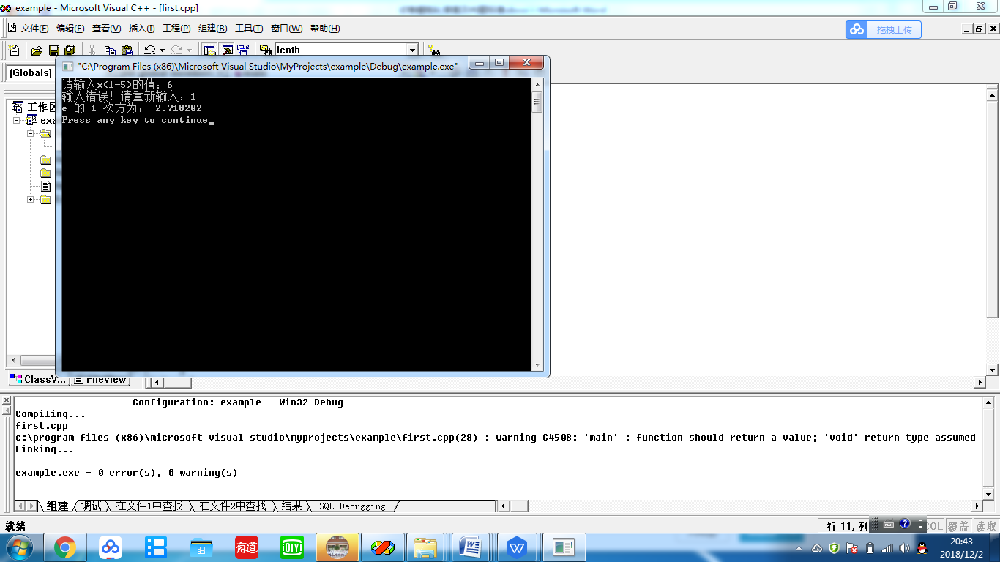 example - Microsoft Visual C++ - [first.cpp]
文件(F) 编辑(E) 查看(V) 插入(I) 工程(P) 组建(B) 工具(T) 窗口(W) 帮助(H)
拖拽上传
lenth
(Globals)
"C:\Program Files (x86)\Microsoft Visual Studio\MyProjects\example\Debug\example.exe"
请输入x(1-5)的值：6
输入错误！请重新输入：1
e 的 1 次方为： 2.718282
Press any key to continue
工作区
exa
ClassV... FileView
--------------------Configuration: example - Win32 Debug--------------------
Compiling...
first.cpp
c:\program files (x86)\microsoft visual studio\myprojects\example\first.cpp(28) : warning C4508: 'main' : function should return a value; 'void' return type assumed
Linking...
example.exe - 0 error(s), 0 warning(s)
组建 调试 在文件1中查找 在文件2中查找 结果 SQL Debugging
就绪
行 11, 列
COL 覆盖 读取
有道
QIY
20:43
2018/12/2